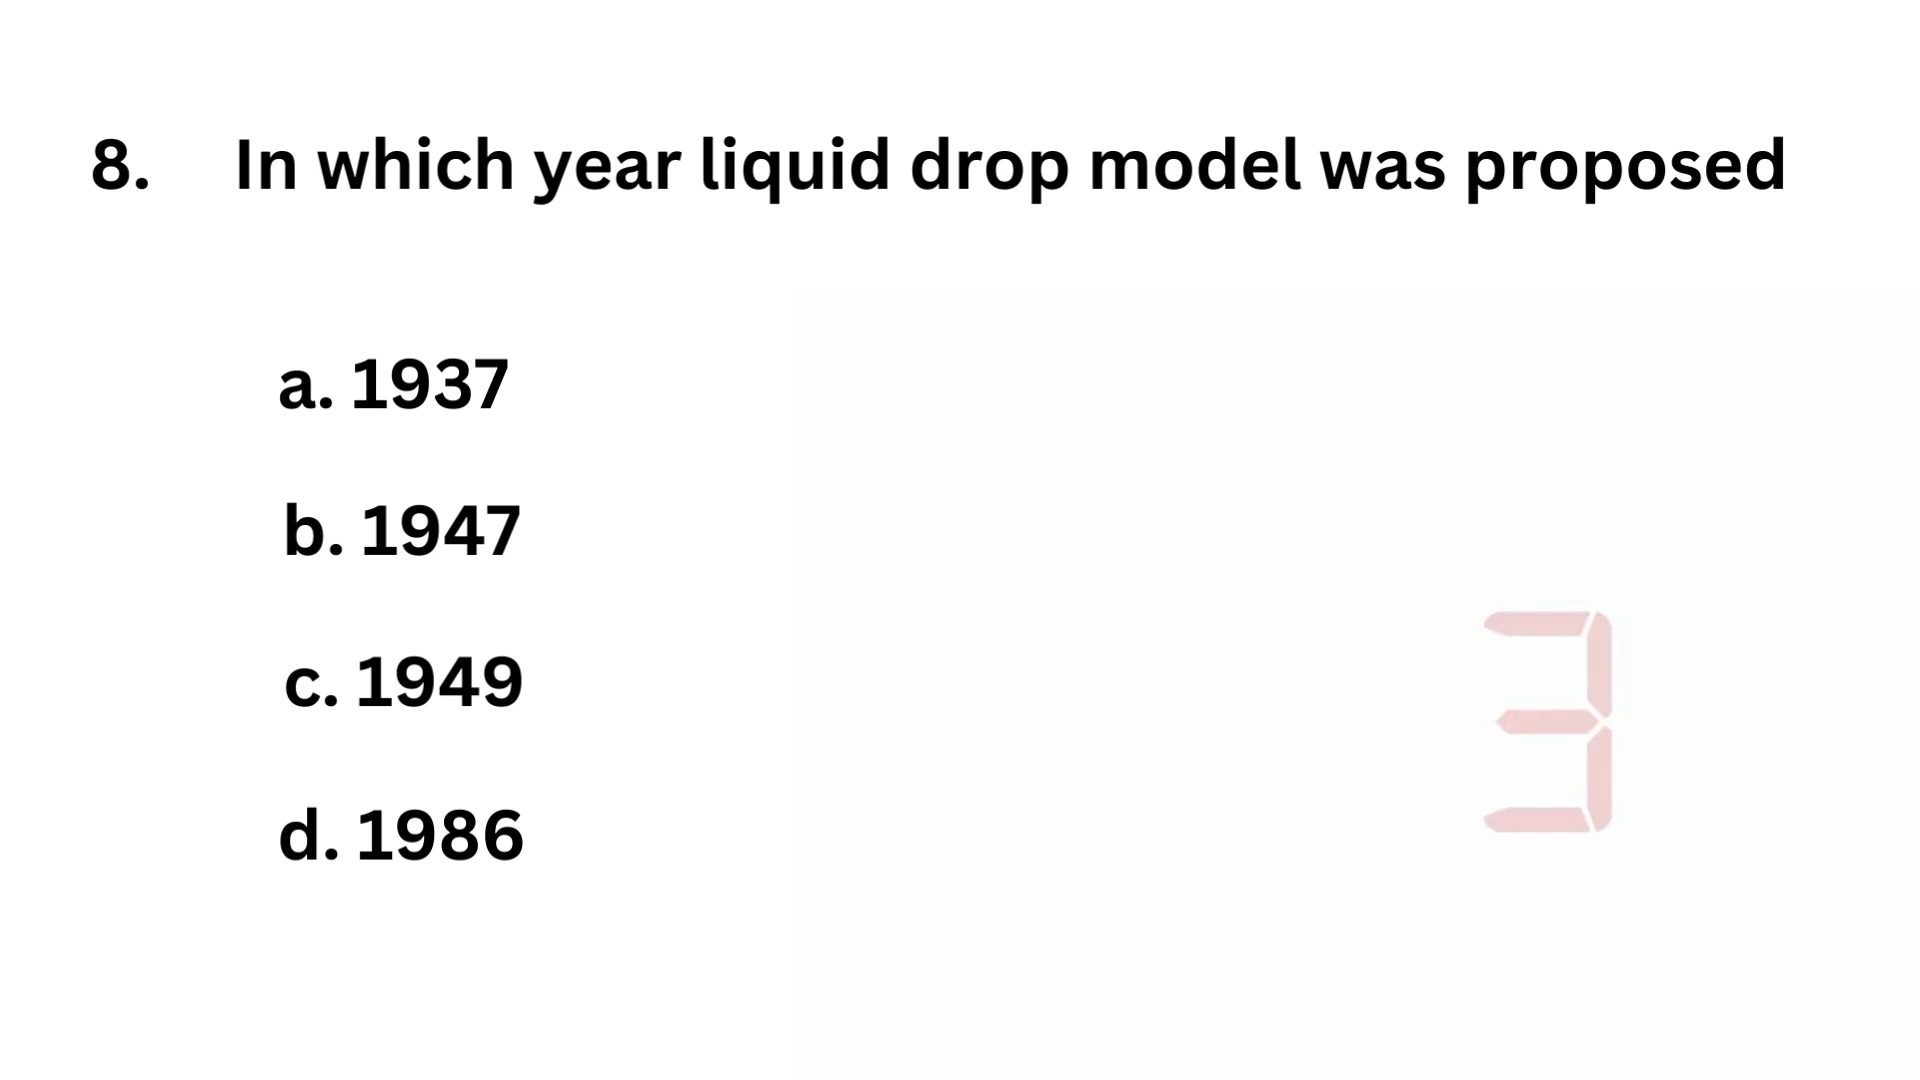 8. In which year liquid drop model was proposed
a. 1937
b. 1947
c. 1949
d. 1986
3